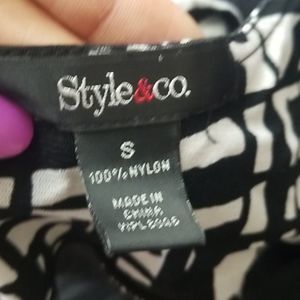 Style&co.
S
100% NYLON
MADE IN
CHINA